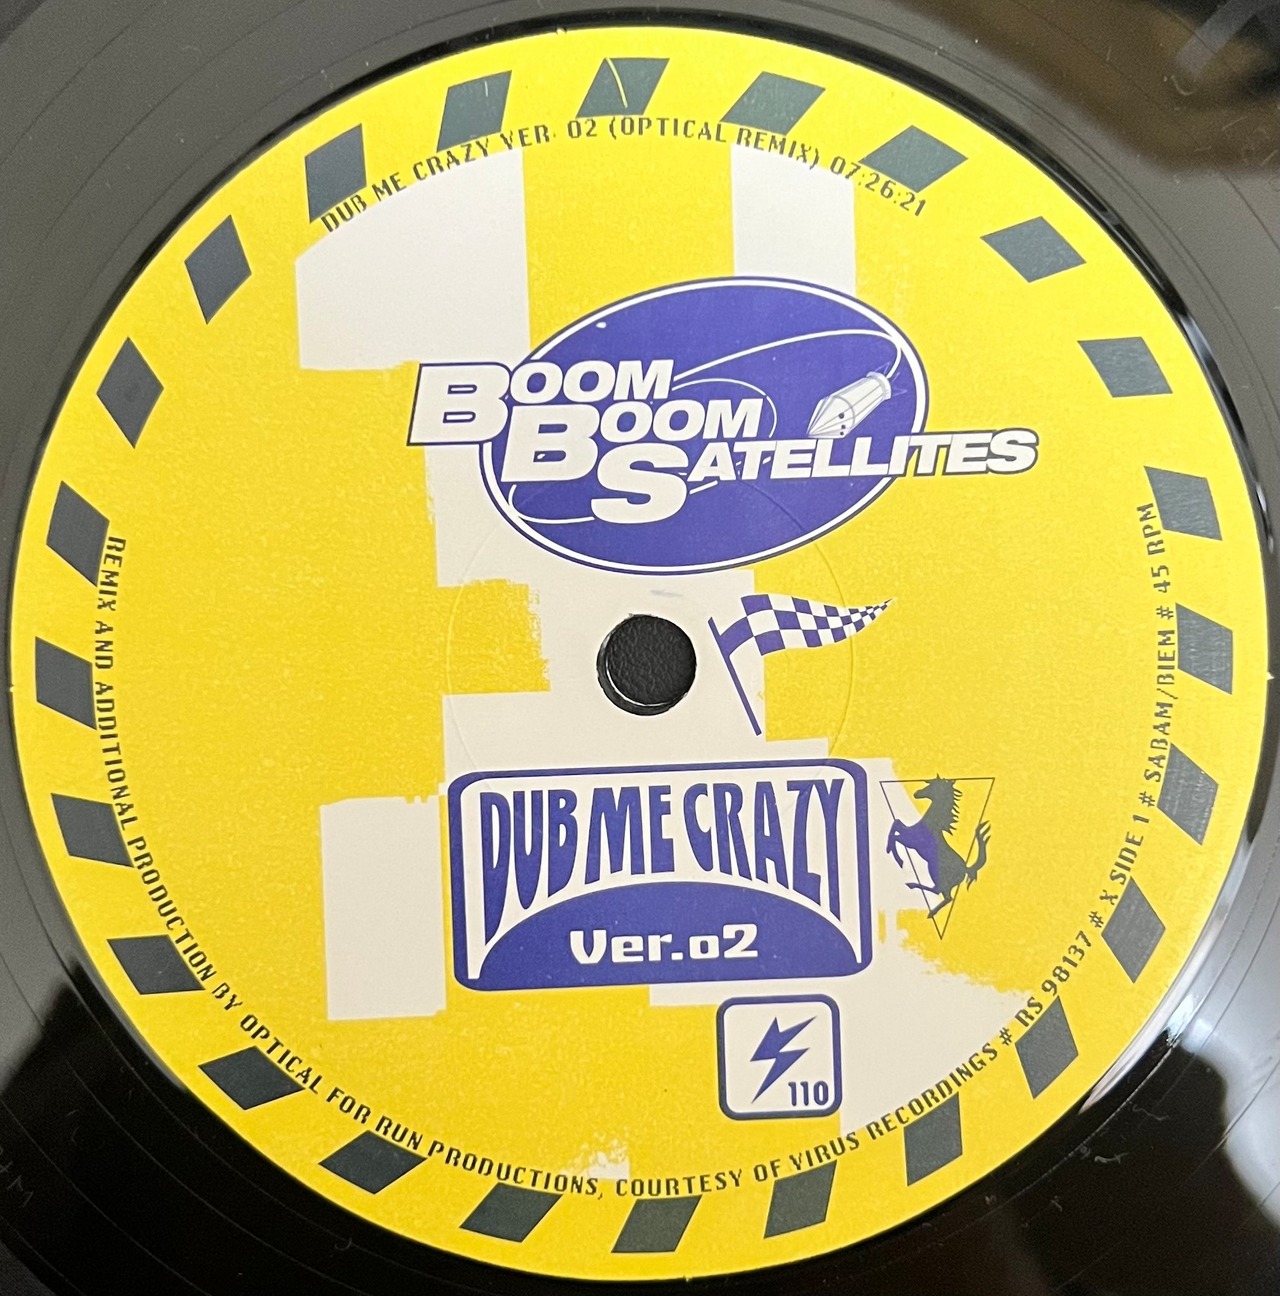 DUB ME CRAZY VER. 02 (OPTICAL REMIX) 07:26:21
BOOM
BOOM
SATELLITES
DUB ME CRAZY
Ver.02
110
REMIX AND ADDITIONAL PRODUCTION BY OPTICAL FOR RUN PRODUCTIONS, COURTESY OF VIRUS RECORDINGS # RS 98137 # X SIDE 1 # SABAM/BIEM # 45 RPM